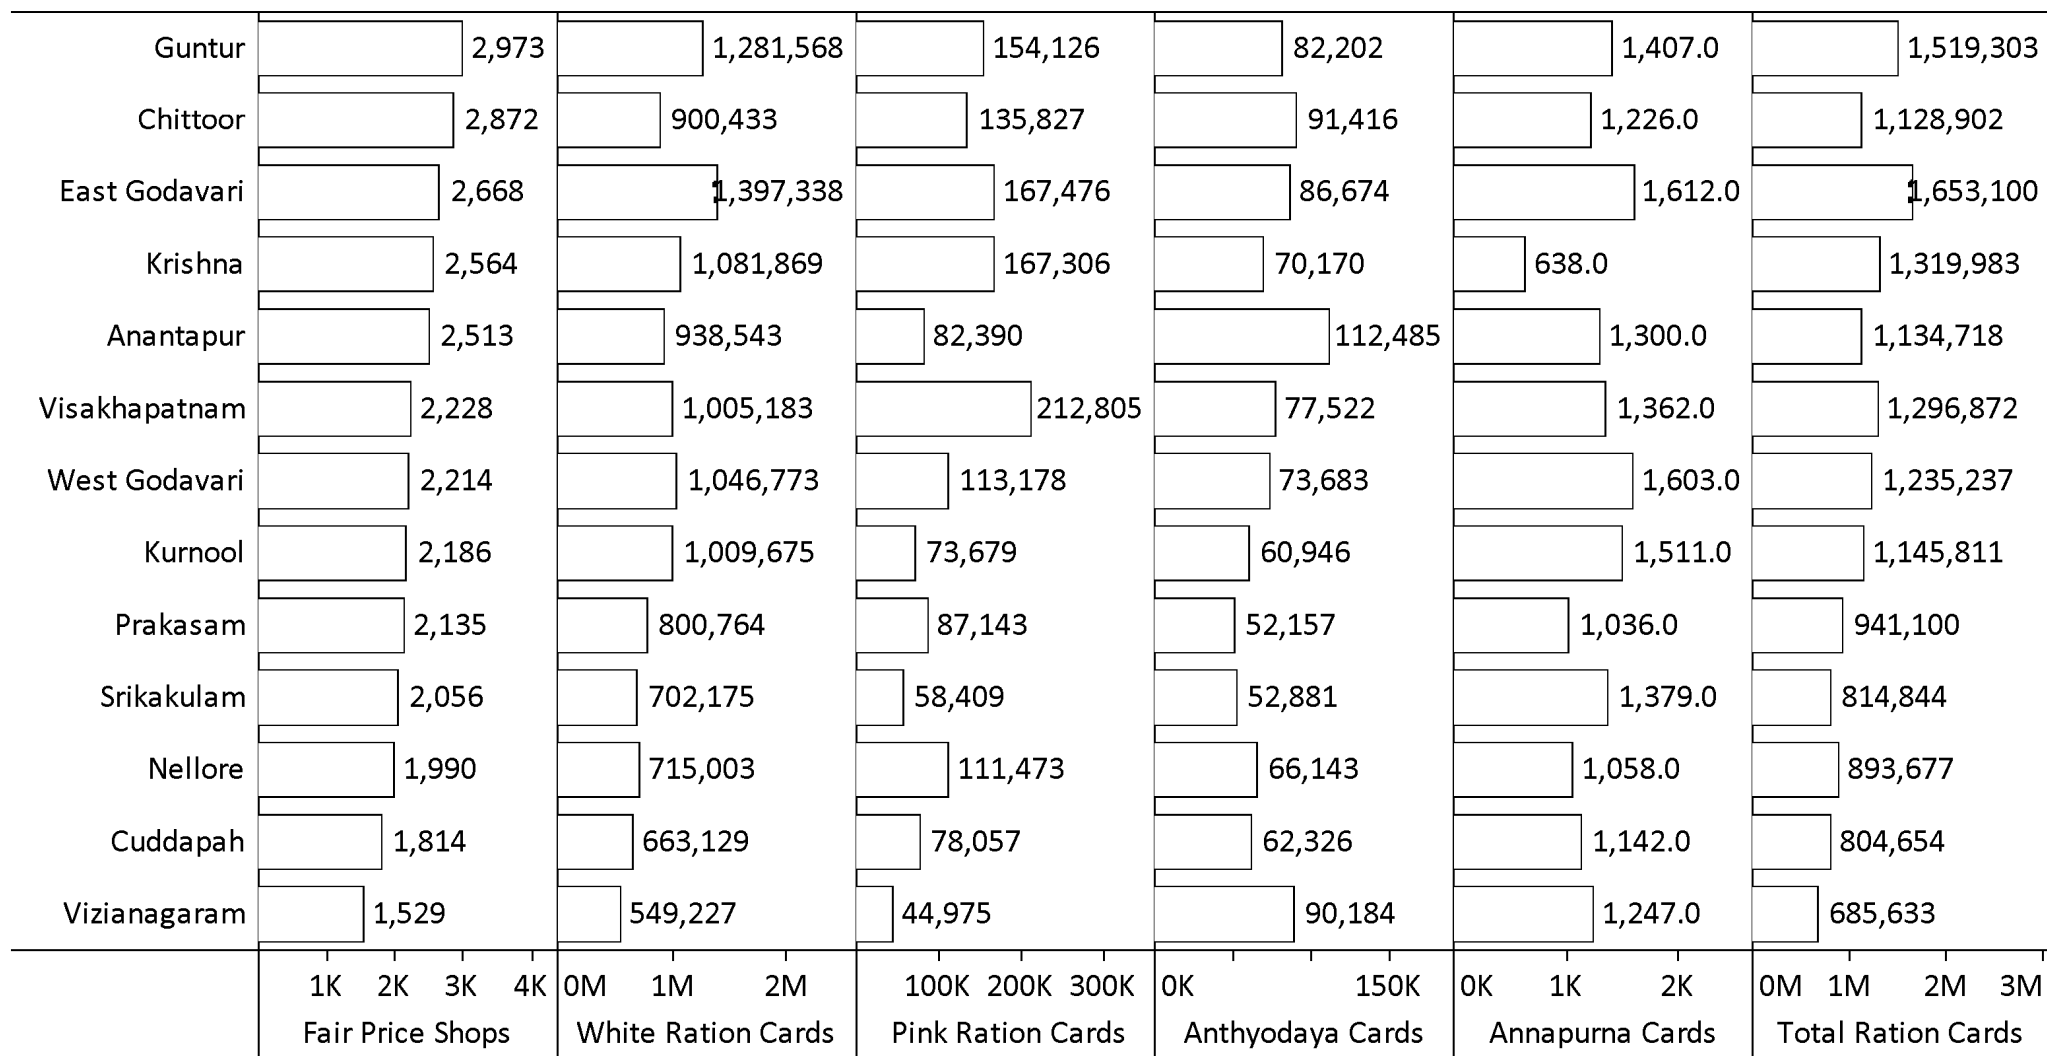 Guntur 2,973 1,281,568 154,126 82,202 1,407.0 1,519,303
Chittoor 2,872 900,433 135,827 91,416 1,226.0 1,128,902
East Godavari 2,668 1,397,338 167,476 86,674 1,612.0 1,653,100
Krishna 2,564 1,081,869 167,306 70,170 638.0 1,319,983
Anantapur 2,513 938,543 82,390 112,485 1,300.0 1,134,718
Visakhapatnam 2,228 1,005,183 212,805 77,522 1,362.0 1,296,872
West Godavari 2,214 1,046,773 113,178 73,683 1,603.0 1,235,237
Kurnool 2,186 1,009,675 73,679 60,946 1,511.0 1,145,811
Prakasam 2,135 800,764 87,143 52,157 1,036.0 941,100
Srikakulam 2,056 702,175 58,409 52,881 1,379.0 814,844
Nellore 1,990 715,003 111,473 66,143 1,058.0 893,677
Cuddapah 1,814 663,129 78,057 62,326 1,142.0 804,654
Vizianagaram 1,529 549,227 44,975 90,184 1,247.0 685,633
1K 2K 3K 4K 0M 1M 2M 100K 200K 300K 0K 150K 0K 1K 2K 0M 1M 2M 3M
Fair Price Shops White Ration Cards Pink Ration Cards Anthyodaya Cards Annapurna Cards Total Ration Cards